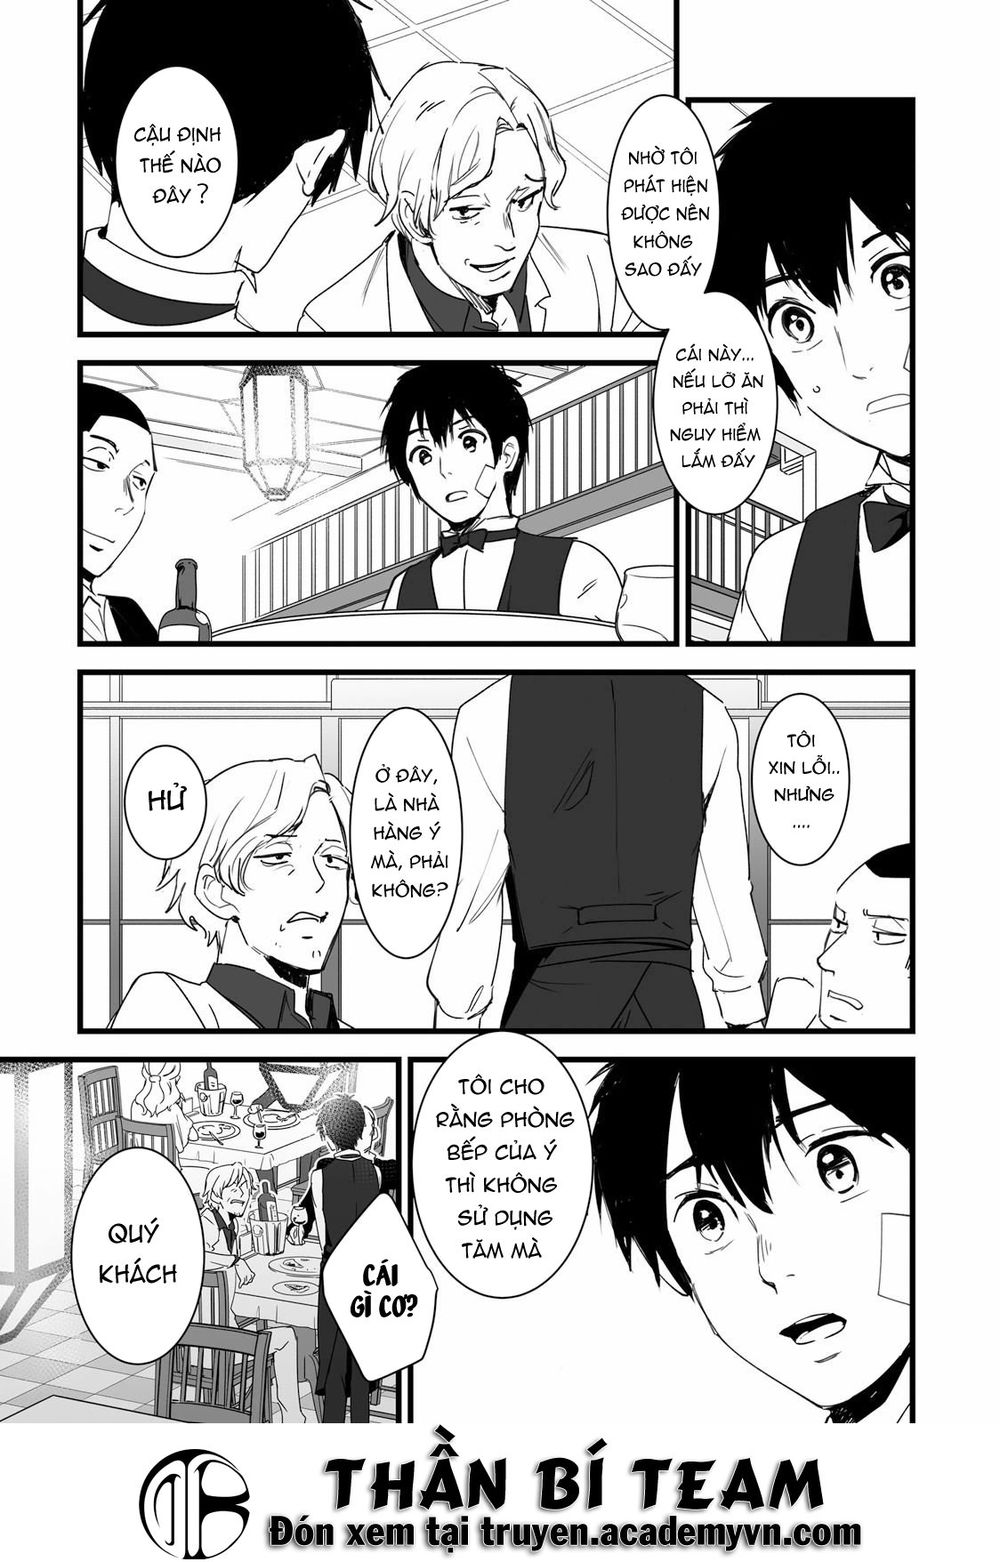 NHỜ TÔI
PHÁT HIỆN
ĐƯỢC NÊN
KHÔNG
SAO ĐẤY
CÁI NÀY...
NẾU LỠ ĂN
PHẢI THÌ
NGUY HIỂM
LẮM ĐẤY
CẬU ĐỊNH
THẾ NÀO
ĐÂY ?
TÔI
XIN LỖI..
NHƯNG
....
Ở ĐÂY,
LÀ NHÀ
HÀNG Ý
MÀ, PHẢI
KHÔNG?
HỬ
TÔI CHO
RẰNG PHÒNG
BẾP CỦA Ý
THÌ KHÔNG
SỬ DỤNG
TĂM MÀ
CÁI
GÌ CƠ?
QUÝ
KHÁCH
THẦN BÍ TEAM
Đón xem tại truyen.academyvn.com